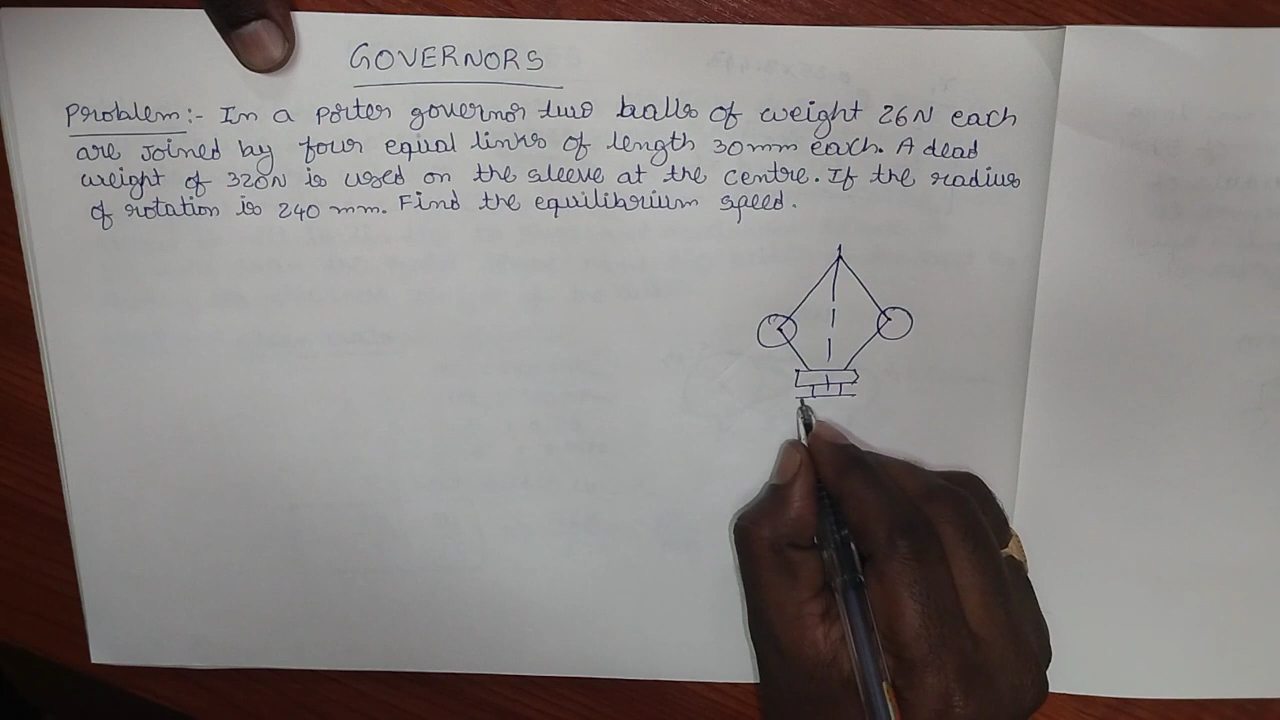 GOVERNORS
Problem:- In a porter governor two balls of weight 26N each
are joined by four equal links of length 30mm each. A dead
weight of 320N is used on the sleeve at the centre. If the radius
of rotation is 240 mm. Find the equilibrium speed.